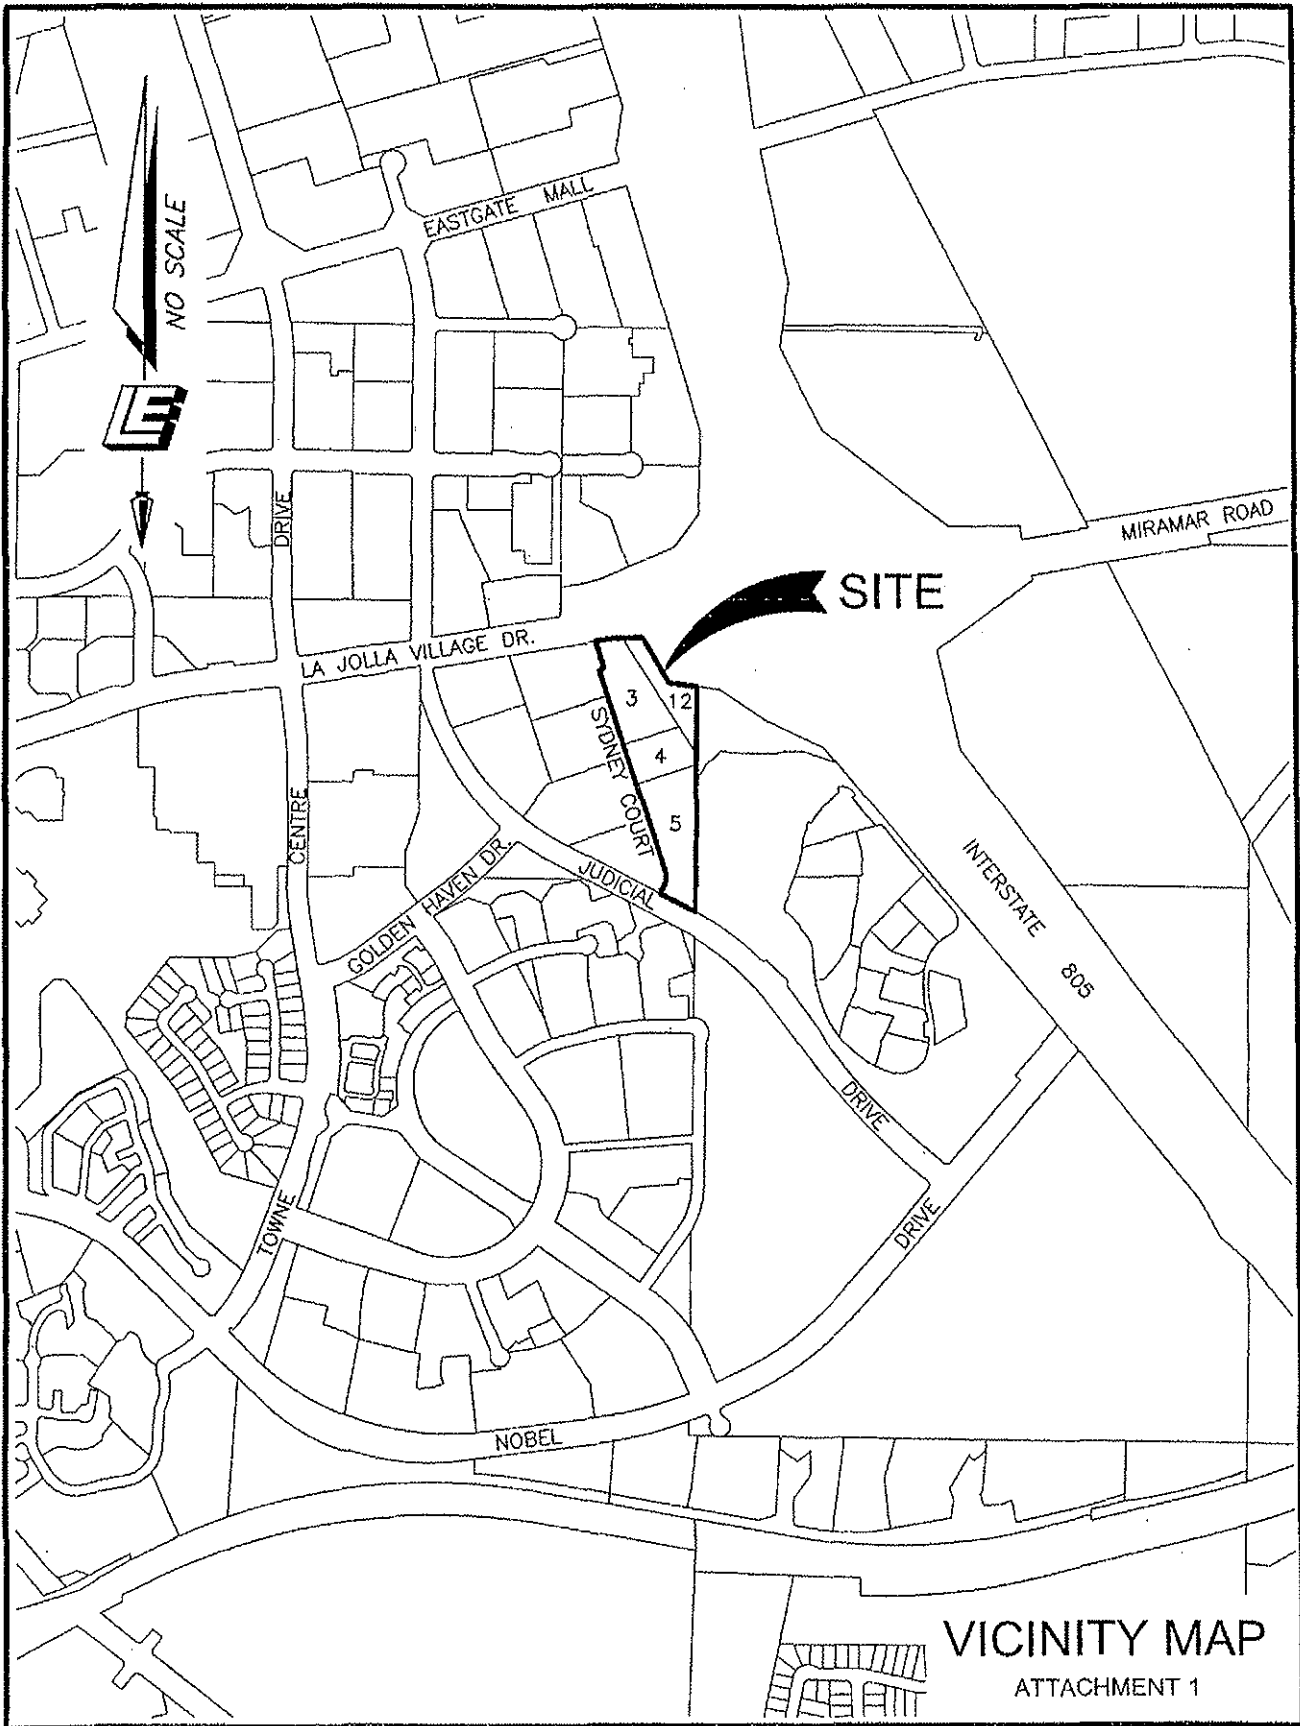 EASTGATE MALL
NO SCALE
LE
DRIVE
MIRAMAR ROAD
SITE
LA JOLLA VILLAGE DR.
3
12
SYDNEY COURT
4
5
CENTRE
GOLDEN HAVEN DR.
JUDICIAL
INTERSTATE 805
DRIVE
TOWNE
DRIVE
NOBEL
VICINITY MAP
ATTACHMENT 1